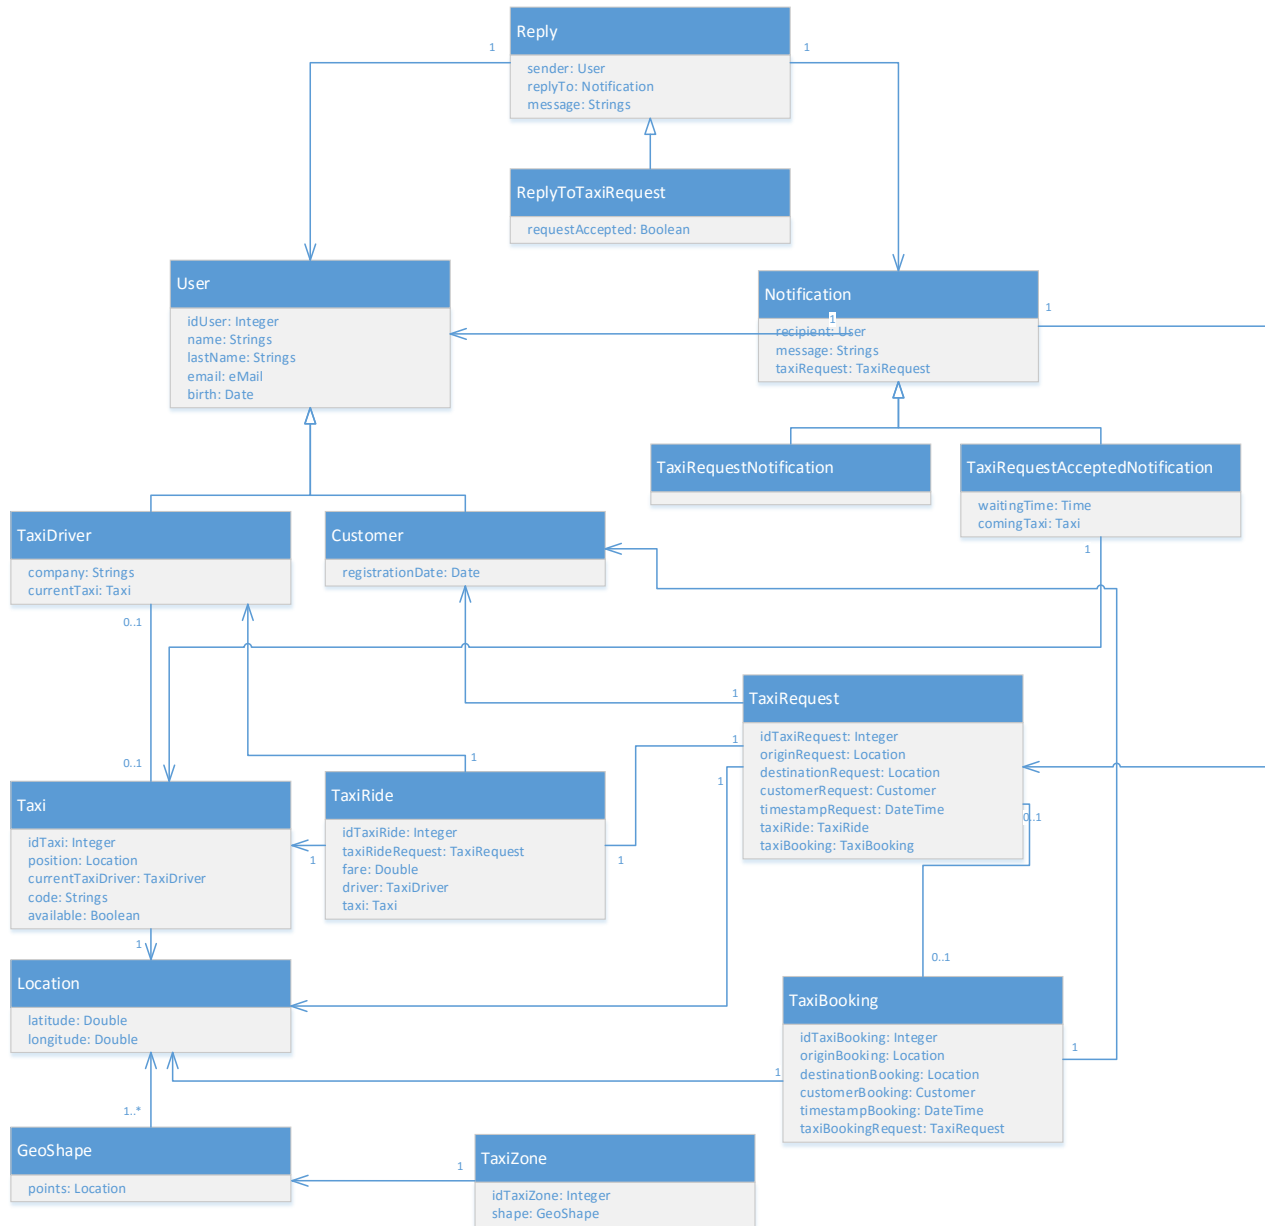 Reply
1
1
sender: User
replyTo: Notification
message: Strings
ReplyToTaxiRequest
requestAccepted: Boolean
User
idUser: Integer
name: Strings
lastName: Strings
email: eMail
birth: Date
Notification
1
1
recipient: User
message: Strings
taxiRequest: TaxiRequest
TaxiRequestNotification
TaxiRequestAcceptedNotification
waitingTime: Time
comingTaxi: Taxi
1
TaxiDriver
company: Strings
currentTaxi: Taxi
0..1
Customer
registrationDate: Date
TaxiRequest
1
1
1
idTaxiRequest: Integer
originRequest: Location
destinationRequest: Location
customerRequest: Customer
timestampRequest: DateTime
taxiRide: TaxiRide
taxiBooking: TaxiBooking
0..1
0..1
Taxi
idTaxi: Integer
position: Location
currentTaxiDriver: TaxiDriver
code: Strings
available: Boolean
1
1
TaxiRide
idTaxiRide: Integer
taxiRideRequest: TaxiRequest
fare: Double
driver: TaxiDriver
taxi: Taxi
1
1
Location
latitude: Double
longitude: Double
0..1
TaxiBooking
idTaxiBooking: Integer
originBooking: Location
destinationBooking: Location
customerBooking: Customer
timestampBooking: DateTime
taxiBookingRequest: TaxiRequest
1
1
1..*
GeoShape
points: Location
1
TaxiZone
idTaxiZone: Integer
shape: GeoShape